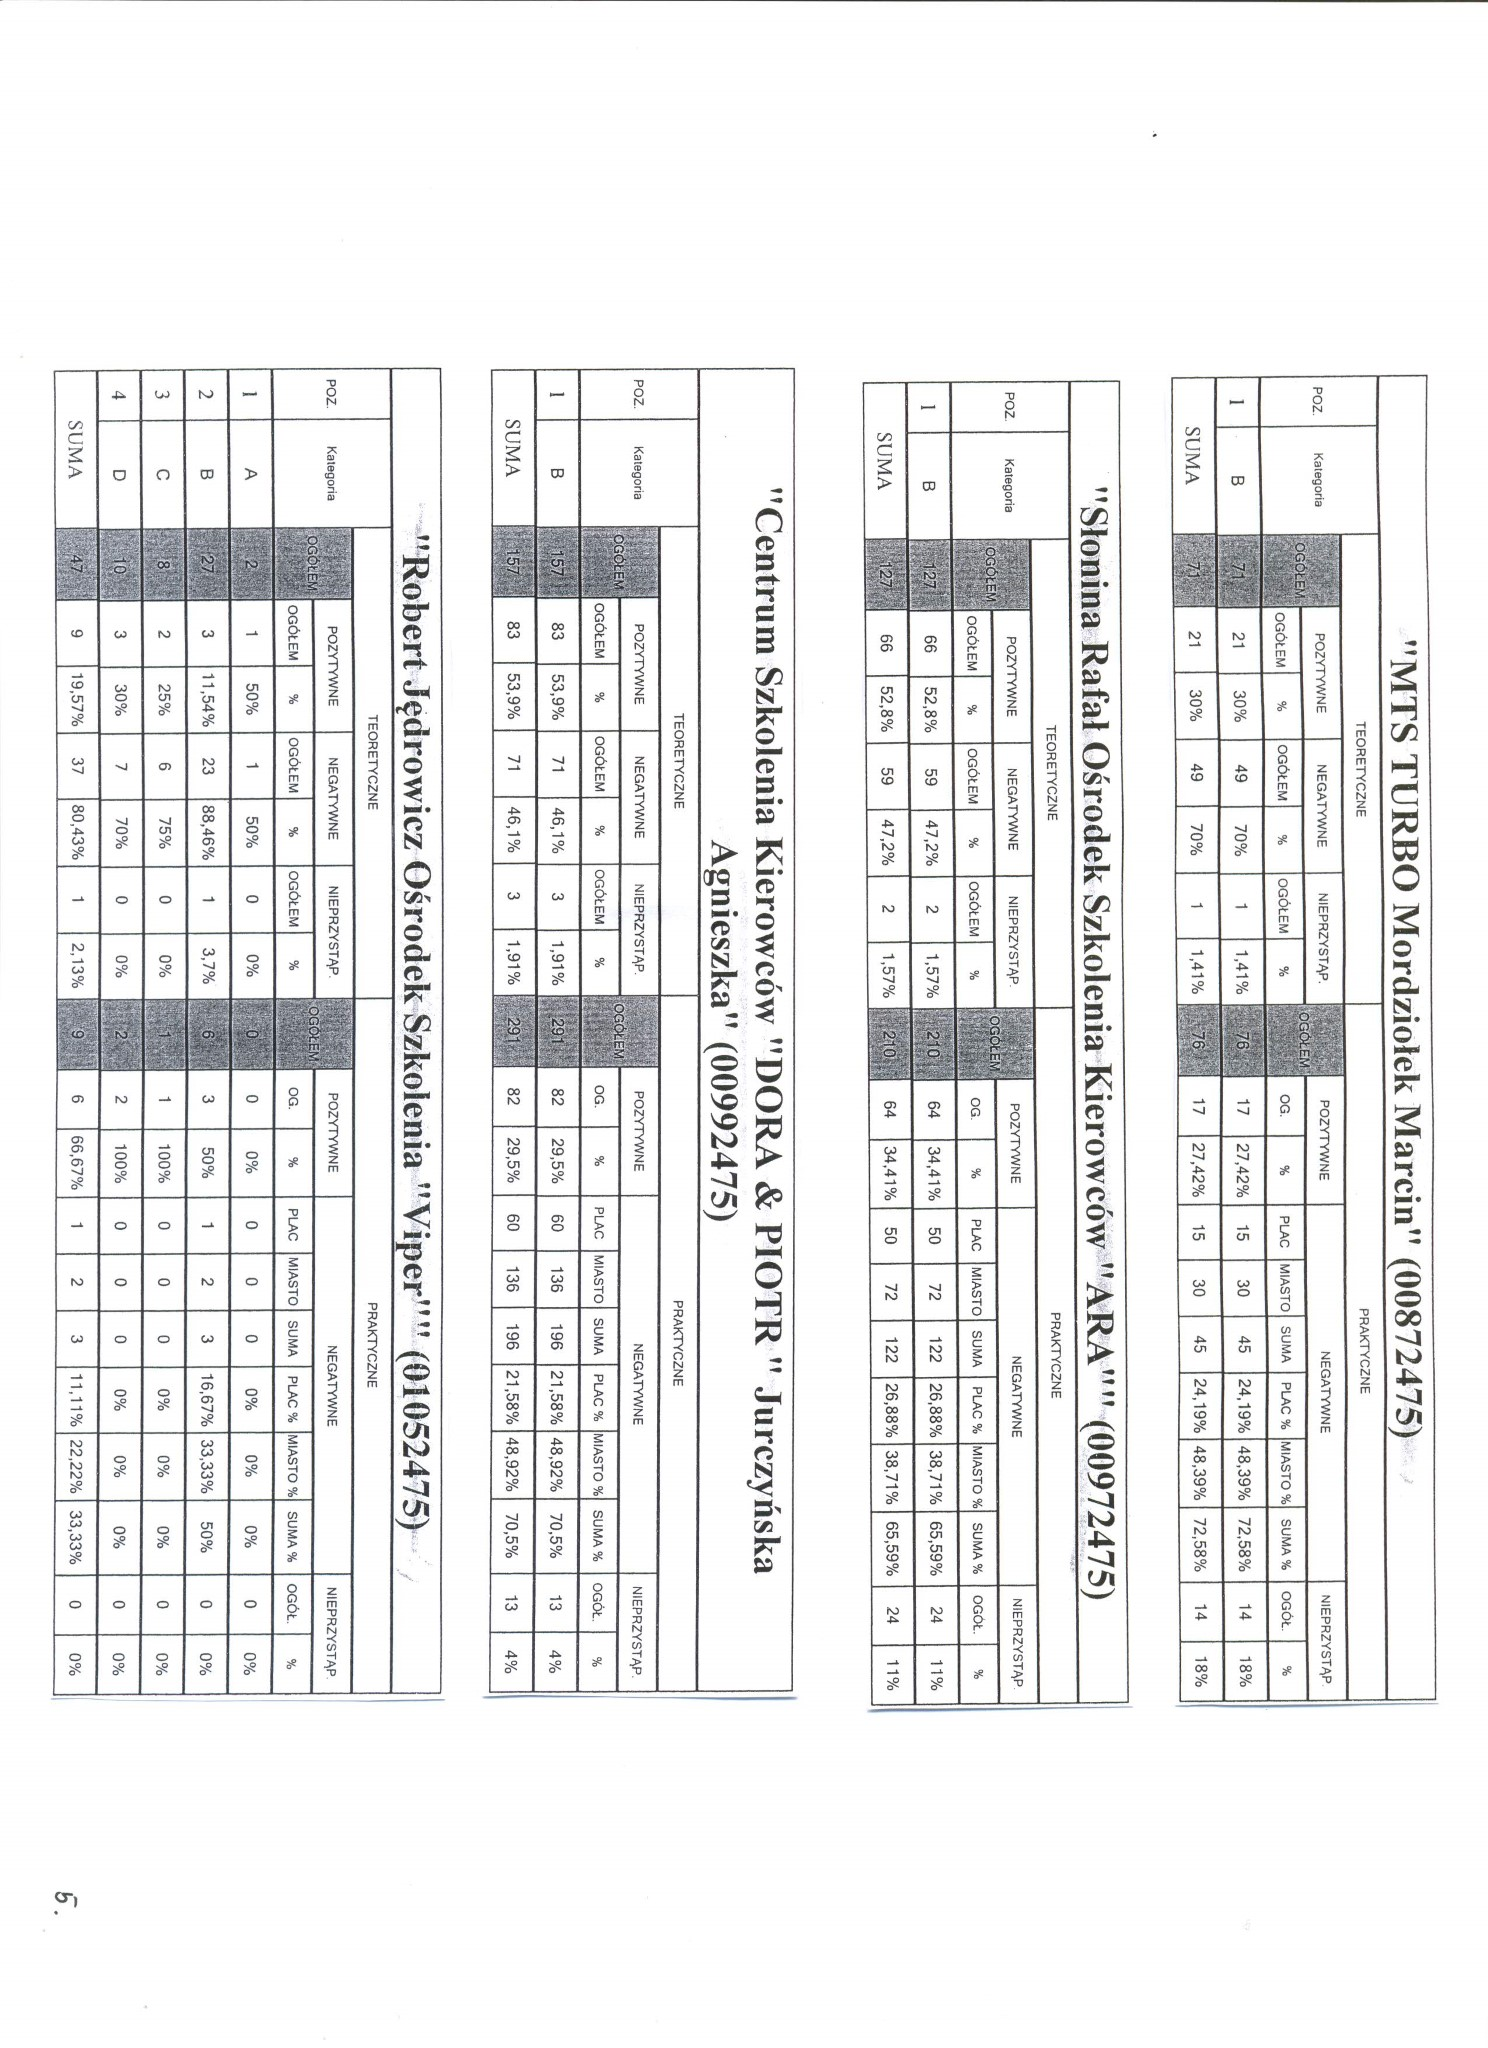 "MTS TURBO Mordziołek Marcin" (00872475)
POZ. Kategoria TEORETYCZNE PRAKTYCZNE
OGÓŁEM POZYTYWNE NEGATYWNE NIEPRZYSTĄP. OGÓŁEM POZYTYWNE NEGATYWNE NIEPRZYSTĄP.
OGÓŁEM % OGÓŁEM % OGÓŁEM % OG. % PLAC MIASTO SUMA PLAC % MIASTO % SUMA % OGÓŁ. %
1 B 71 21 30% 49 70% 1 1,41% 76 17 27,42% 15 30 45 24,19% 48,39% 72,58% 14 18%
SUMA 71 21 30% 49 70% 1 1,41% 76 17 27,42% 15 30 45 24,19% 48,39% 72,58% 14 18%
"Słonina Rafał Ośrodek Szkolenia Kierowców "ARA"" (00972475)
POZ. Kategoria TEORETYCZNE PRAKTYCZNE
OGÓŁEM POZYTYWNE NEGATYWNE NIEPRZYSTĄP. OGÓŁEM POZYTYWNE NEGATYWNE NIEPRZYSTĄP.
OGÓŁEM % OGÓŁEM % OGÓŁEM % OG. % PLAC MIASTO SUMA PLAC % MIASTO % SUMA % OGÓŁ. %
1 B 127 66 52,8% 59 47,2% 2 1,57% 210 64 34,41% 50 72 122 26,88% 38,71% 65,59% 24 11%
SUMA 127 66 52,8% 59 47,2% 2 1,57% 210 64 34,41% 50 72 122 26,88% 38,71% 65,59% 24 11%
"Centrum Szkolenia Kierowców "DORA & PIOTR " Jurczyńska
Agnieszka" (00992475)
POZ. Kategoria TEORETYCZNE PRAKTYCZNE
OGÓŁEM POZYTYWNE NEGATYWNE NIEPRZYSTĄP. OGÓŁEM POZYTYWNE NEGATYWNE NIEPRZYSTĄP.
OGÓŁEM % OGÓŁEM % OGÓŁEM % OG. % PLAC MIASTO SUMA PLAC % MIASTO % SUMA % OGÓŁ. %
1 B 157 83 53,9% 71 46,1% 3 1,91% 291 82 29,5% 60 136 196 21,58% 48,92% 70,5% 13 4%
SUMA 157 83 53,9% 71 46,1% 3 1,91% 291 82 29,5% 60 136 196 21,58% 48,92% 70,5% 13 4%
"Robert Jędrowicz Ośrodek Szkolenia "Viper"" (01052475)
POZ. Kategoria TEORETYCZNE PRAKTYCZNE
OGÓŁEM POZYTYWNE NEGATYWNE NIEPRZYSTĄP. OGÓŁEM POZYTYWNE NEGATYWNE NIEPRZYSTĄP.
OGÓŁEM % OGÓŁEM % OGÓŁEM % OG. % PLAC MIASTO SUMA PLAC % MIASTO % SUMA % OGÓŁ. %
1 A 2 1 50% 1 50% 0 0% 0 0 0% 0 0 0 0% 0% 0% 0 0%
2 B 27 3 11,54% 23 88,46% 1 3,7% 6 3 50% 1 2 3 16,67% 33,33% 50% 0 0%
3 C 8 2 25% 6 75% 0 0% 1 1 100% 0 0 0 0% 0% 0% 0 0%
4 D 10 3 30% 7 70% 0 0% 2 2 100% 0 0 0 0% 0% 0% 0 0%
SUMA 47 9 19,57% 37 80,43% 1 2,13% 9 6 66,67% 1 2 3 11,11% 22,22% 33,33% 0 0%
5.